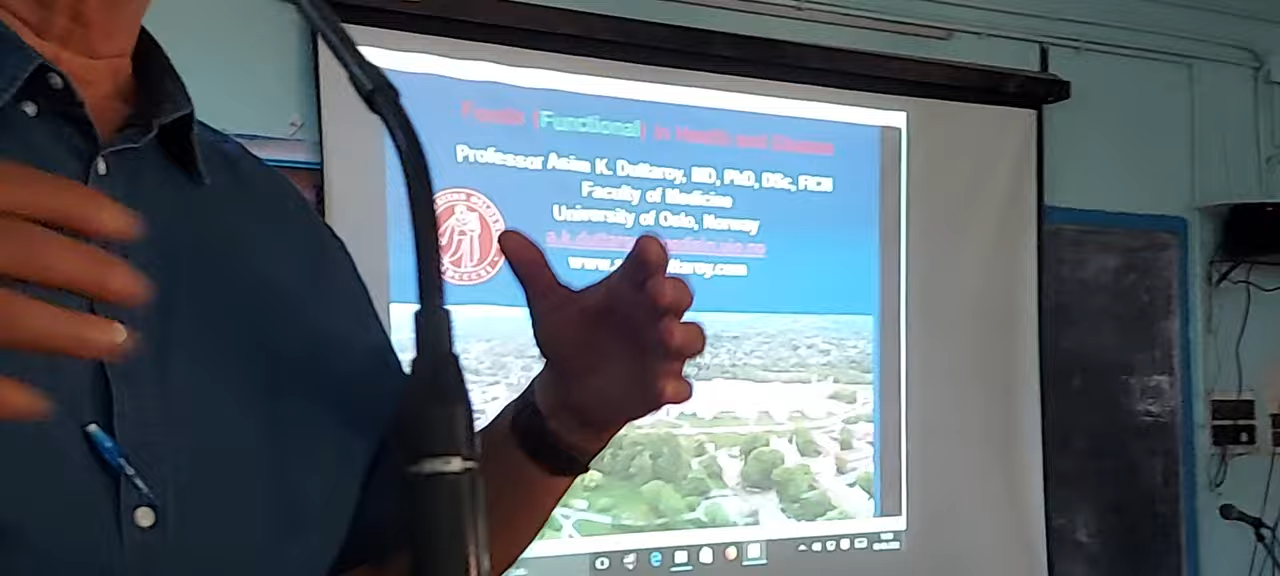 Foods (Functional) in Health and Disease
Professor Asim K. Duttaroy, MD, PhD, DSc, FICN
Faculty of Medicine
University of Oslo, Norway